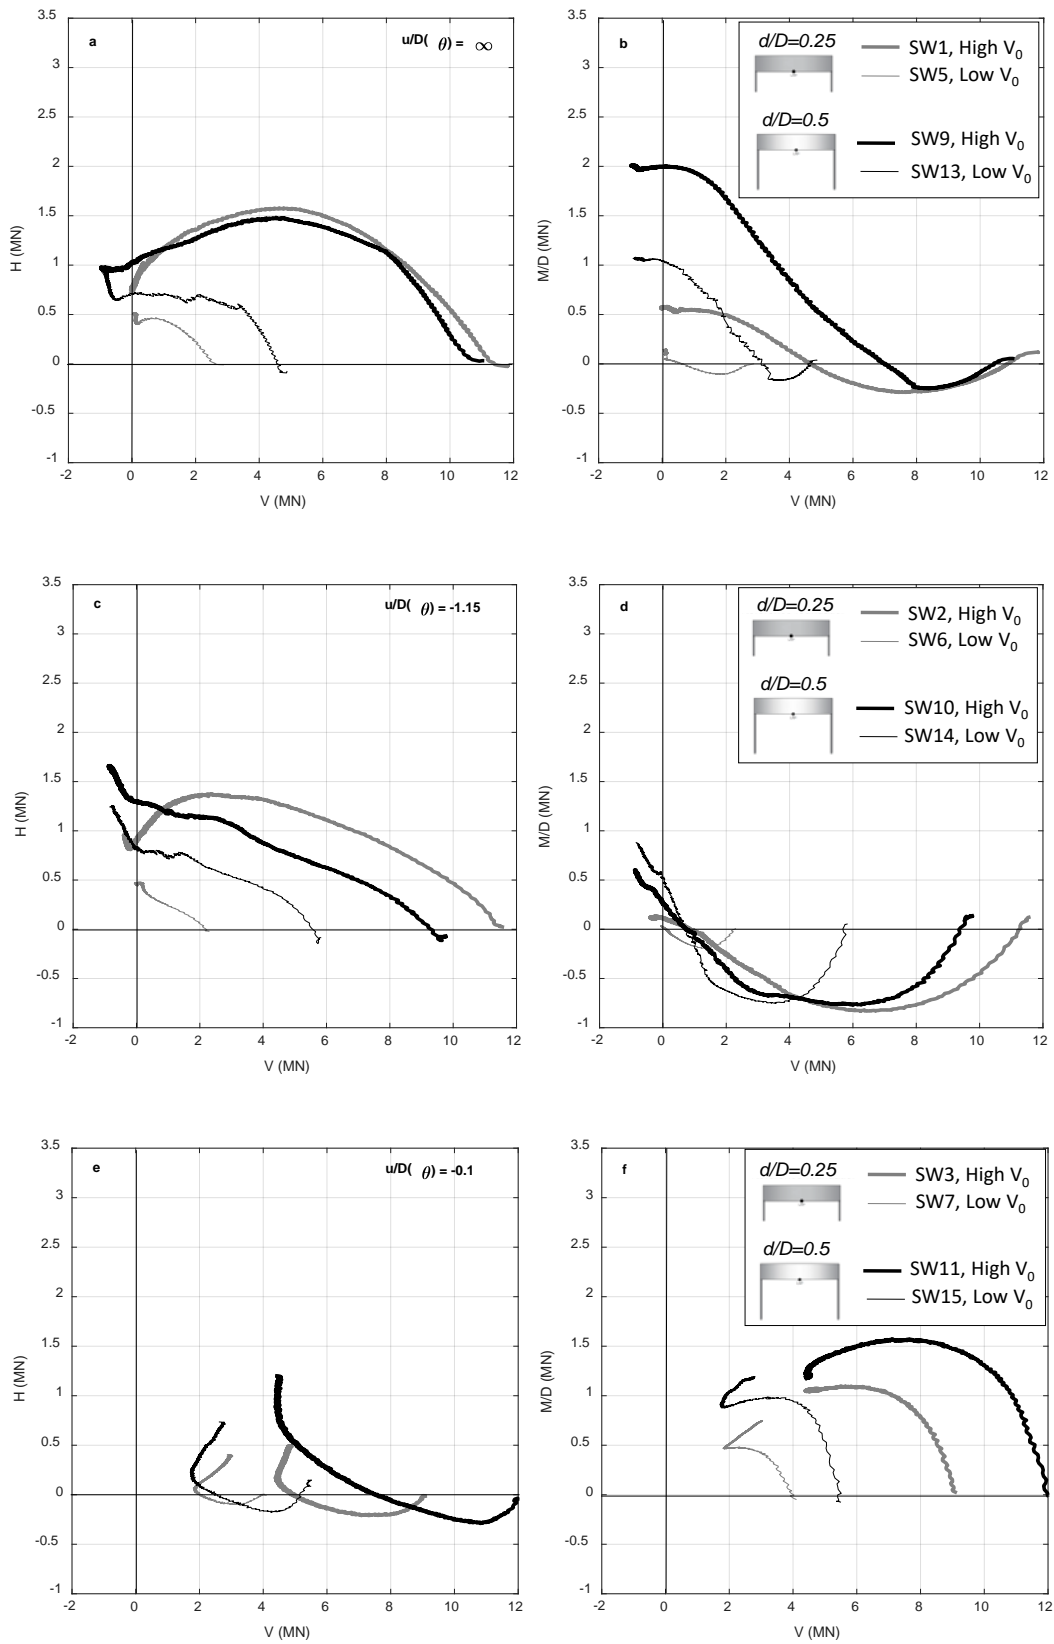 3.5
3
2.5
2
1.5
1
0.5
0
-0.5
-1
H (MN)
a
u/D( θ) = ∞
-2 0 2 4 6 8 10 12
V (MN)
3.5
3
2.5
2
1.5
1
0.5
0
-0.5
-1
M/D (MN)
b
d/D=0.25
SW1, High V0
SW5, Low V0
d/D=0.5
SW9, High V0
SW13, Low V0
-2 0 2 4 6 8 10 12
V (MN)
3.5
3
2.5
2
1.5
1
0.5
0
-0.5
-1
H (MN)
c
u/D( θ) = -1.15
-2 0 2 4 6 8 10 12
V (MN)
3.5
3
2.5
2
1.5
1
0.5
0
-0.5
-1
M/D (MN)
d
d/D=0.25
SW2, High V0
SW6, Low V0
d/D=0.5
SW10, High V0
SW14, Low V0
-2 0 2 4 6 8 10 12
V (MN)
3.5
3
2.5
2
1.5
1
0.5
0
-0.5
-1
H (MN)
e
u/D( θ) = -0.1
-2 0 2 4 6 8 10 12
V (MN)
3.5
3
2.5
2
1.5
1
0.5
0
-0.5
-1
M/D (MN)
f
d/D=0.25
SW3, High V0
SW7, Low V0
d/D=0.5
SW11, High V0
SW15, Low V0
-2 0 2 4 6 8 10 12
V (MN)